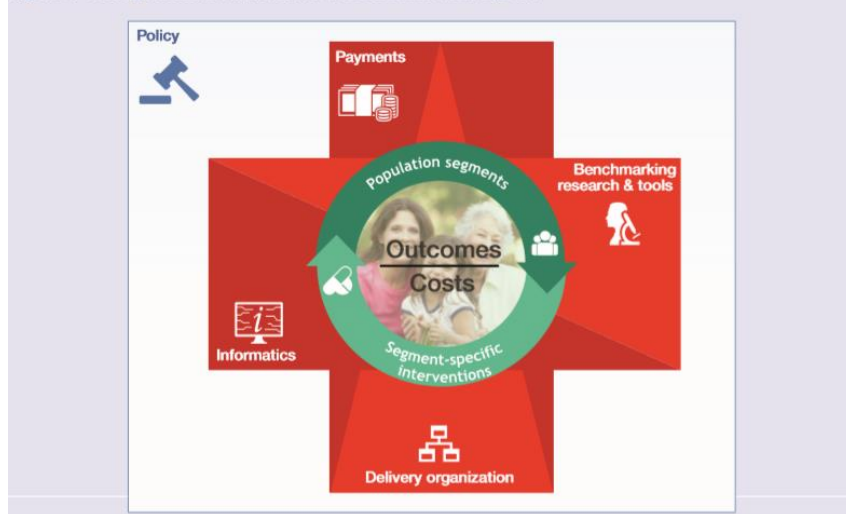 Policy
Payments
Population segments
Benchmarking
research & tools
Outcomes
Costs
i
Informatics
Segment-specific
interventions
Delivery organization